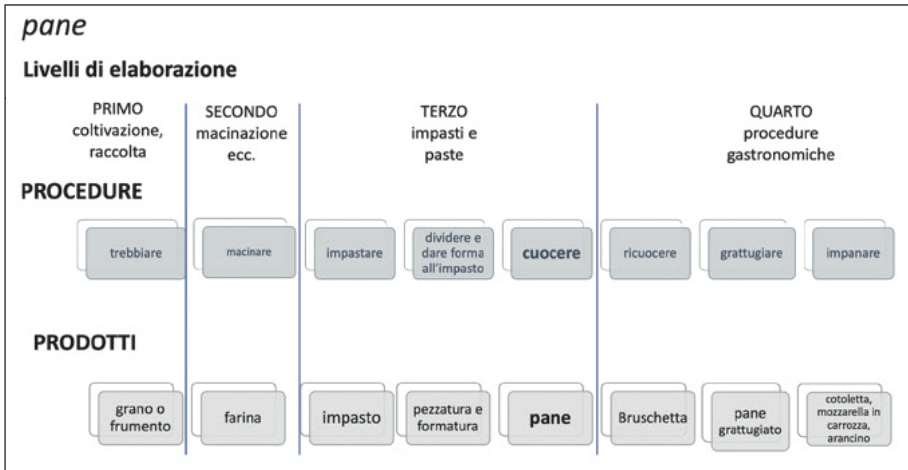 pane
Livelli di elaborazione
PRIMO
coltivazione,
raccolta
SECONDO
macinazione
ecc.
TERZO
impasti e
paste
QUARTO
procedure
gastronomiche
PROCEDURE
trebbiare
macinare
impastare
dividere e
dare forma
all'impasto
cuocere
ricuocere
grattugiare
impanare
PRODOTTI
grano o
frumento
farina
impasto
pezzatura e
formatura
pane
Bruschetta
pane
grattugiato
cotoletta,
mozzarella in
carrozza,
arancino